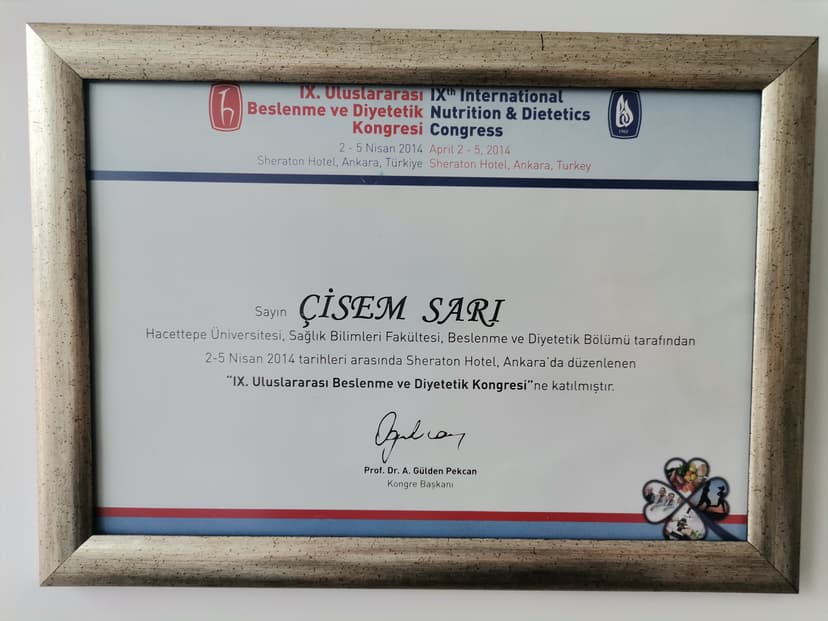 IX. Uluslararası
Beslenme ve Diyetetik
Kongresi
2 - 5 Nisan 2014
Sheraton Hotel, Ankara, Türkiye
IXth International
Nutrition & Dietetics
Congress
April 2 - 5, 2014
Sheraton Hotel, Ankara, Turkey
1967
Sayın ÇİSEM SARI
Hacettepe Üniversitesi, Sağlık Bilimleri Fakültesi, Beslenme ve Diyetetik Bölümü tarafından
2-5 Nisan 2014 tarihleri arasında Sheraton Hotel, Ankara'da düzenlenen
"IX. Uluslararası Beslenme ve Diyetetik Kongresi"ne katılmıştır.
Prof. Dr. A. Gülden Pekcan
Kongre Başkanı